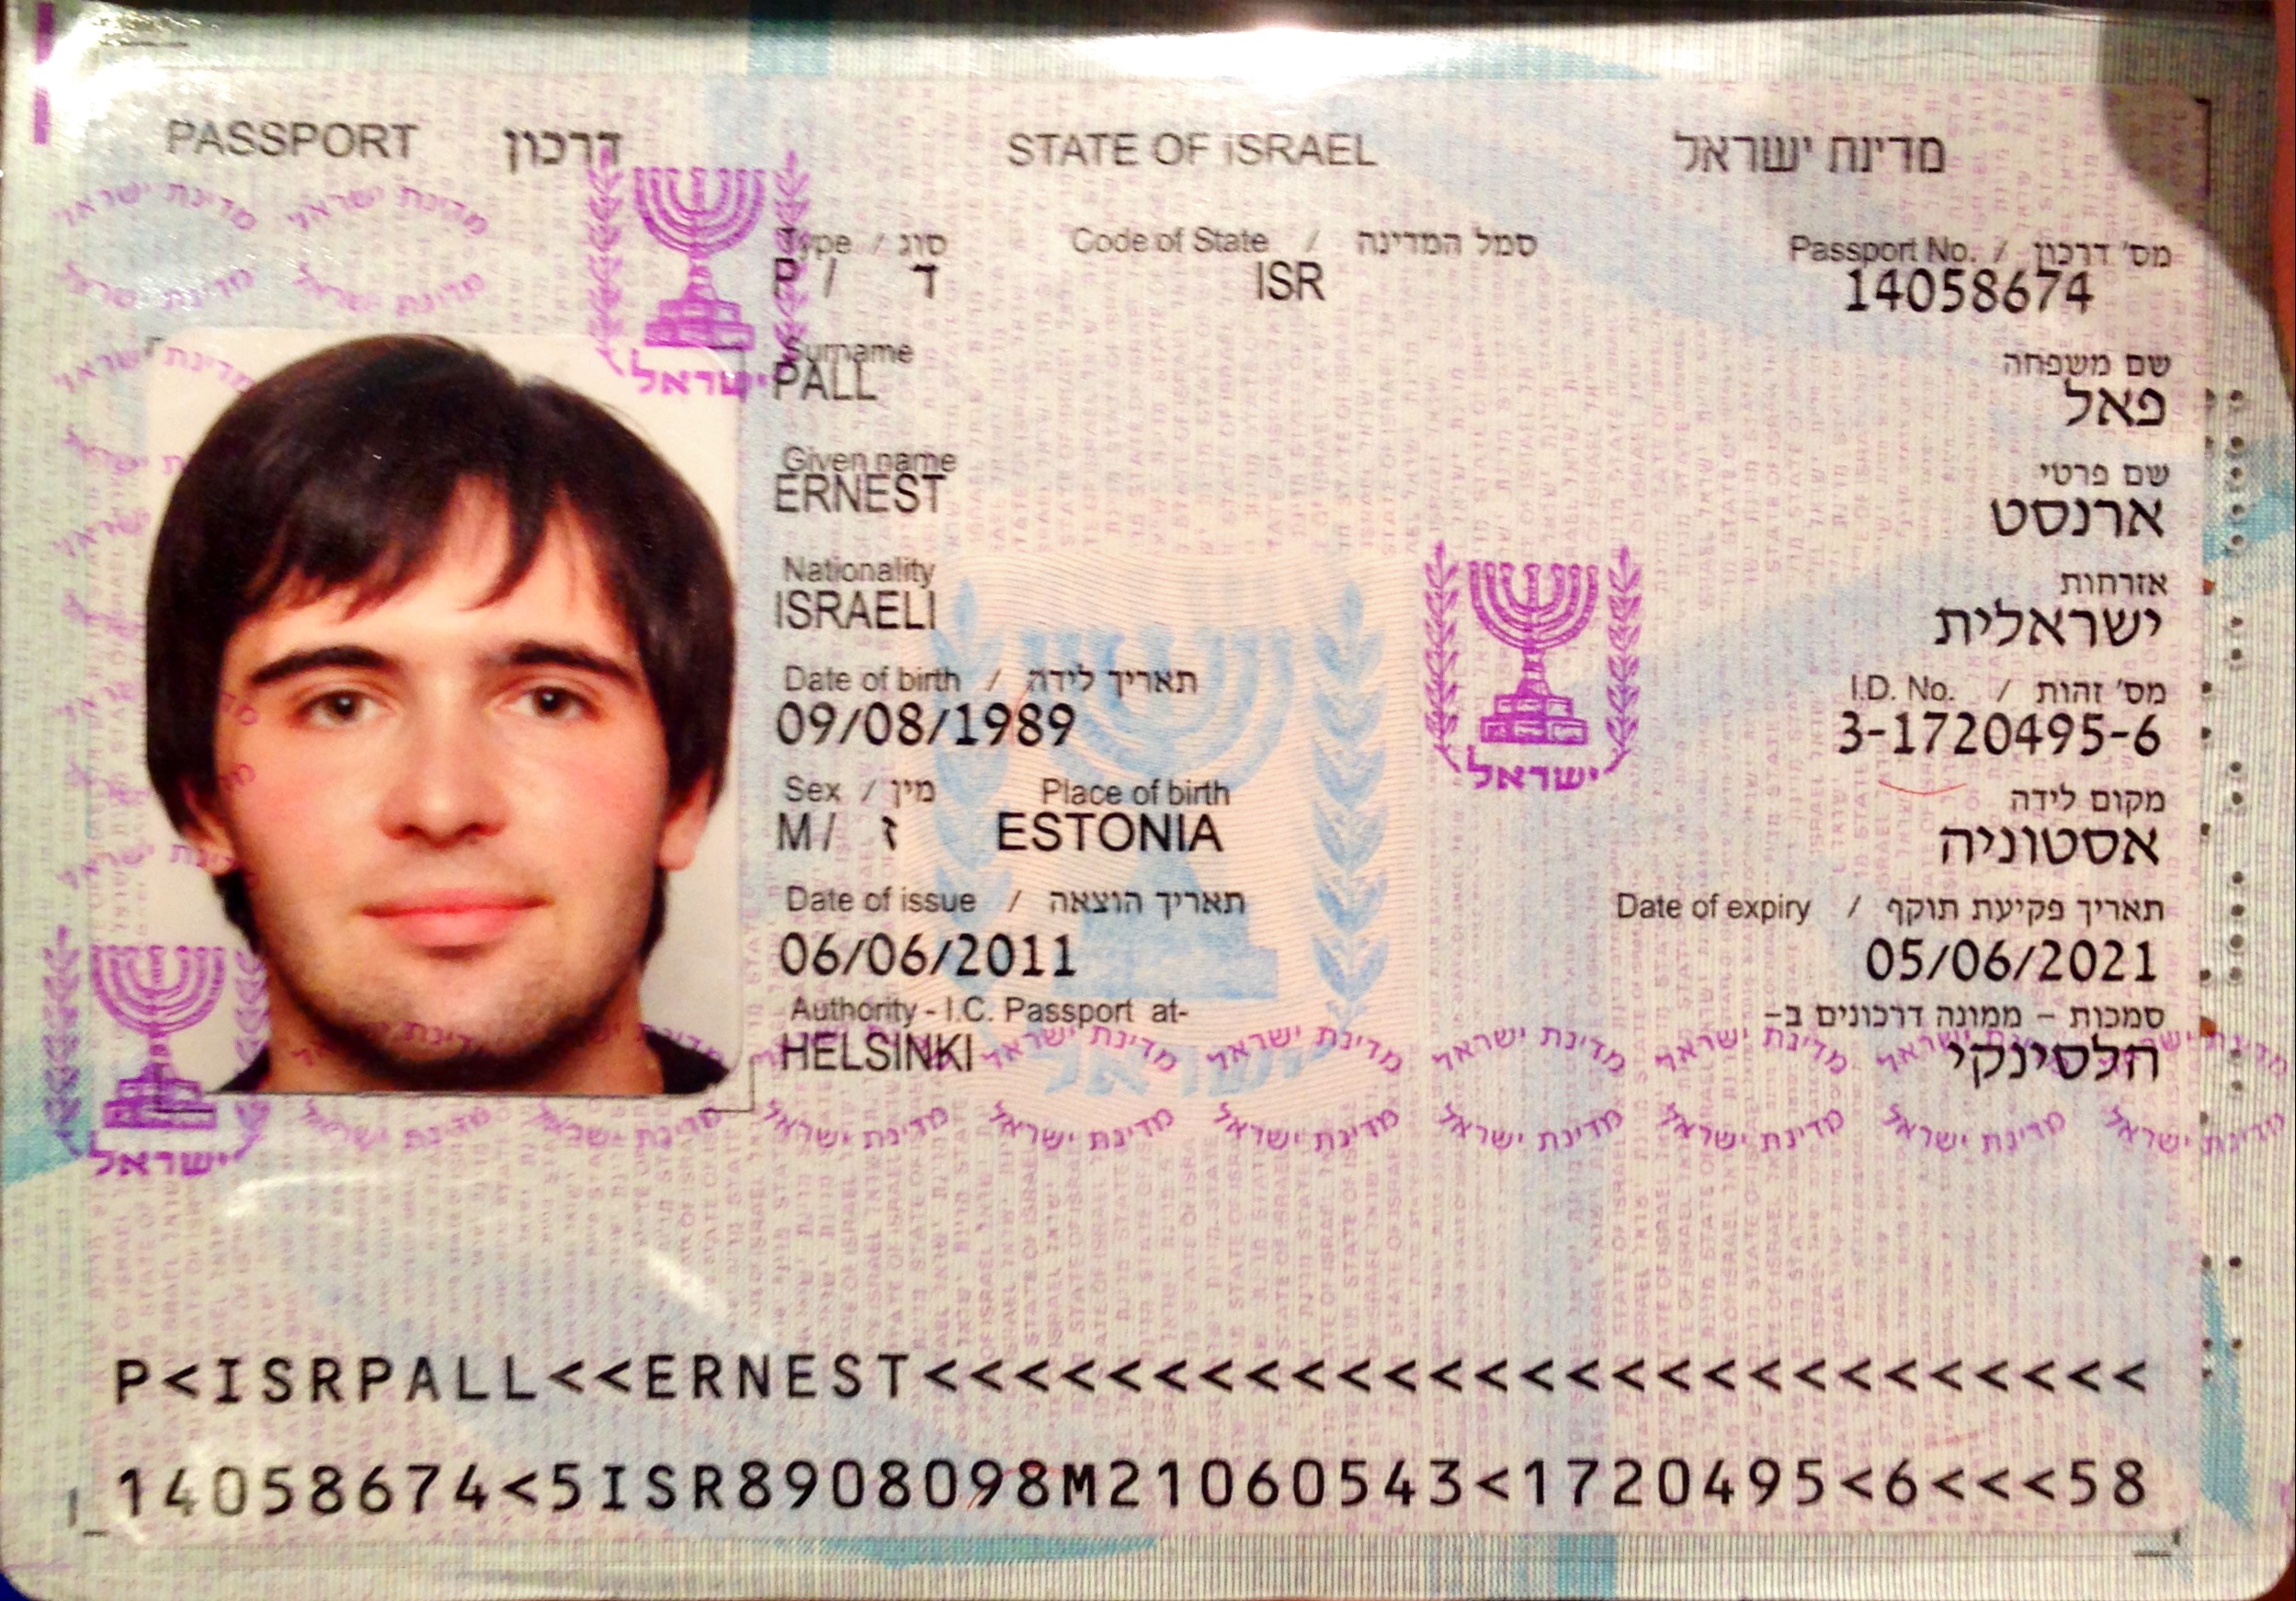 PASSPORT דרכון STATE OF iSRAEL מדינת ישראל
Type / סוג Code of State / סמל המדינה Passport No. / מס' דרכון
P / ד ISR 14058674
Surname שם משפחה
PALL פאל
Given name שם פרטי
ERNEST ארנסט
Nationality אזרחות
ISRAELI ישראלית
Date of birth / תאריך לידה I.D. No. / מס' זהות
09/08/1989 3-1720495-6
Sex / מין Place of birth מקום לידה
M / ז ESTONIA אסטוניה
Date of issue / תאריך הוצאה Date of expiry / תאריך פקיעת תוקף
06/06/2011 05/06/2021
Authority - I.C. Passport at- סמכות - ממונה דרכונים ב-
HELSINKI הלסינקי
ישראל
ישראל
ישראל
P<ISRPALL<<ERNEST<<<<<<<<<<<<<<<<<<<<<<<<<<<
14058674<5ISR8908098M21060543<1720495<6<<<58